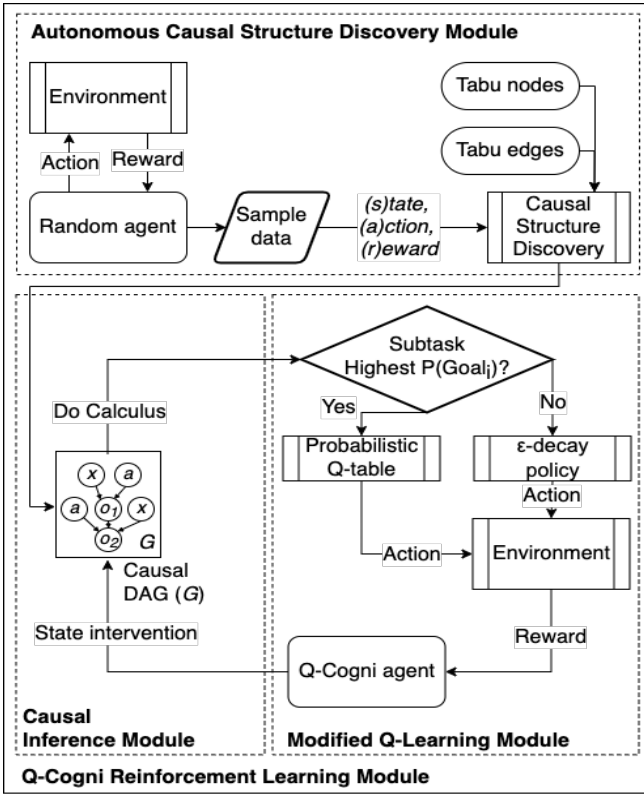 Autonomous Causal Structure Discovery Module
Environment
Action
Reward
Random agent
Sample
data
(s)tate,
(a)ction,
(r)eward
Tabu nodes
Tabu edges
Causal
Structure
Discovery
Subtask
Highest P(Goali)?
Do Calculus
Yes
No
Probabilistic
Q-table
ε-decay
policy
Action
x
a
a
o1
x
o2
G
Causal
DAG (G)
Action
Environment
State intervention
Reward
Q-Cogni agent
Causal
Inference Module
Modified Q-Learning Module
Q-Cogni Reinforcement Learning Module